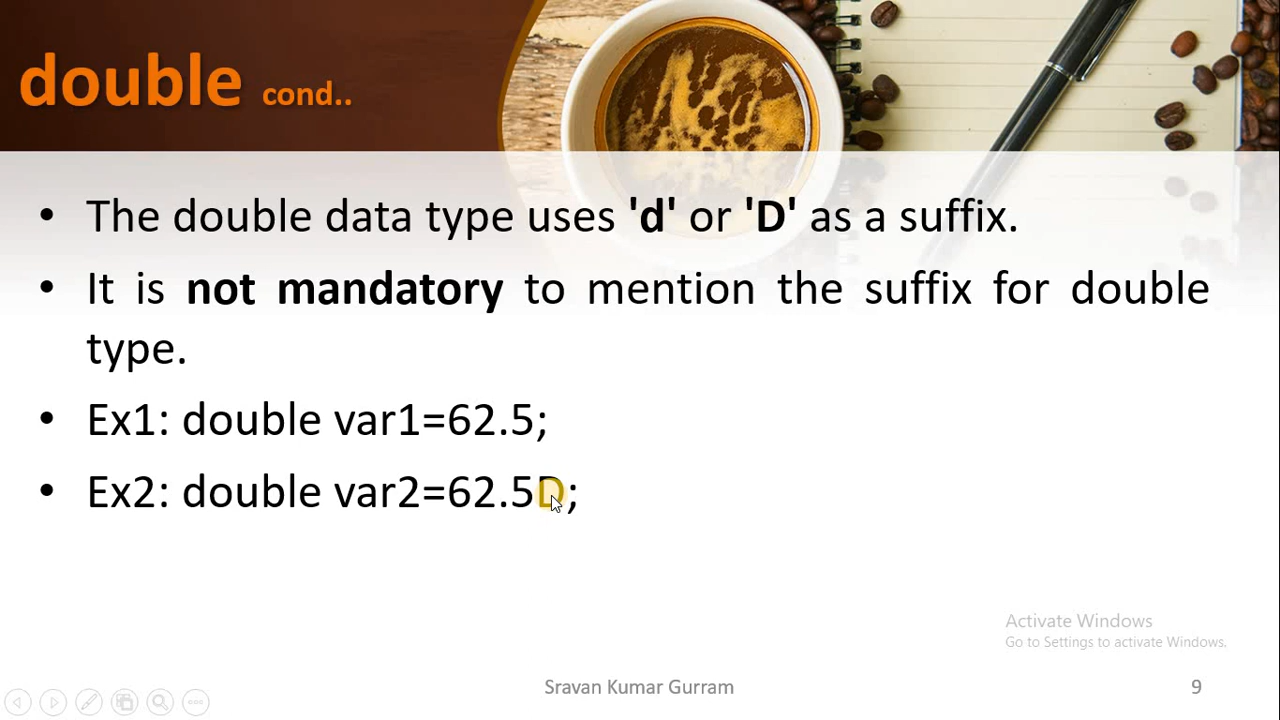 double cond..
• The double data type uses 'd' or 'D' as a suffix.
• It is not mandatory to mention the suffix for double
type.
• Ex1: double var1=62.5;
• Ex2: double var2=62.5D;
Activate Windows
Go to Settings to activate Windows.
Sravan Kumar Gurram 9